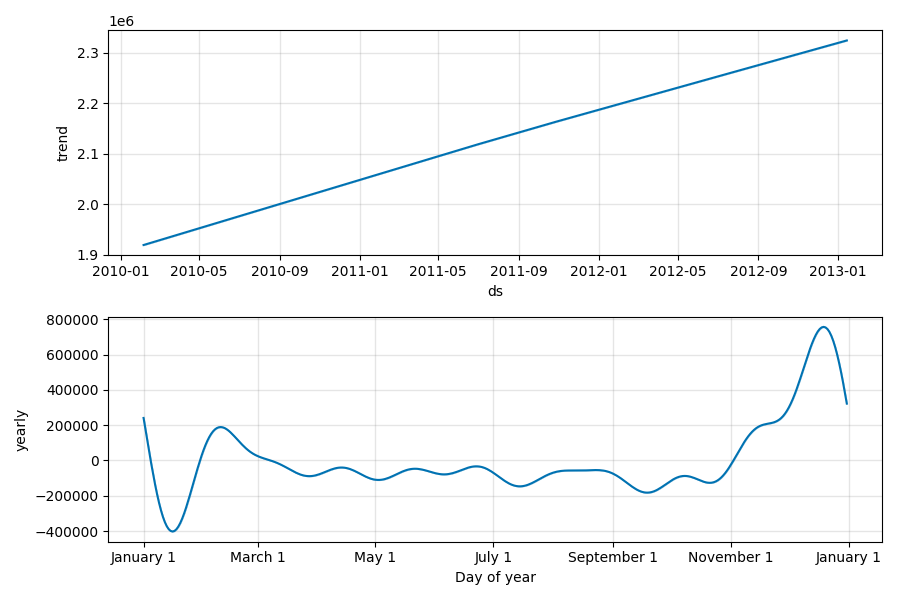 1e6
2.3
2.2
2.1
2.0
1.9
trend
2010-01 2010-05 2010-09 2011-01 2011-05 2011-09 2012-01 2012-05 2012-09 2013-01
ds
800000
600000
400000
200000
0
−200000
−400000
yearly
January 1 March 1 May 1 July 1 September 1 November 1 January 1
Day of year